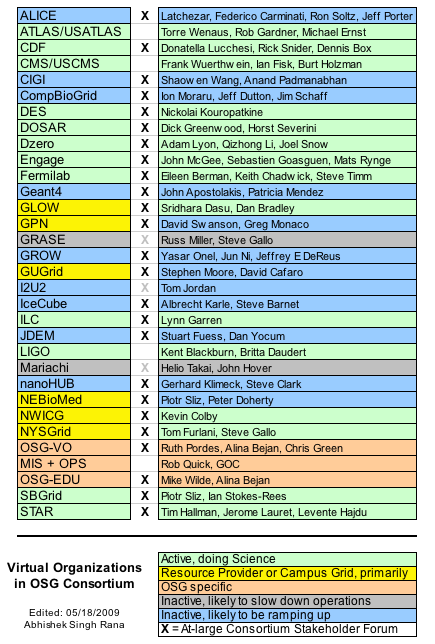 ALICE X Latchezar, Federico Carminati, Ron Soltz, Jeff Porter
ATLAS/USATLAS Torre Wenaus, Rob Gardner, Michael Ernst
CDF X Donatella Lucchesi, Rick Snider, Dennis Box
CMS/USCMS Frank Wuerthwein, Ian Fisk, Burt Holzman
CIGI X Shaowen Wang, Anand Padmanabhan
CompBioGrid X Ion Moraru, Jeff Dutton, Jim Schaff
DES X Nickolai Kouropatkine
DOSAR X Dick Greenwood, Horst Severini
Dzero X Adam Lyon, Qizhong Li, Joel Snow
Engage X John McGee, Sebastien Goasguen, Mats Rynge
Fermilab X Eileen Berman, Keith Chadwick, Steve Timm
Geant4 X John Apostolakis, Patricia Mendez
GLOW X Sridhara Dasu, Dan Bradley
GPN X David Swanson, Greg Monaco
GRASE X Russ Miller, Steve Gallo
GROW X Yasar Onel, Jun Ni, Jeffrey E DeReus
GUGrid X Stephen Moore, David Cafaro
I2U2 X Tom Jordan
IceCube X Albrecht Karle, Steve Barnet
ILC X Lynn Garren
JDEM X Stuart Fuess, Dan Yocum
LIGO Kent Blackburn, Britta Daudert
Mariachi X Helio Takai, John Hover
nanoHUB X Gerhard Klimeck, Steve Clark
NEBioMed X Piotr Sliz, Peter Doherty
NWICG X Kevin Colby
NYSGrid X Tom Furlani, Steve Gallo
OSG-VO X Ruth Pordes, Alina Bejan, Chris Green
MIS + OPS Rob Quick, GOC
OSG-EDU X Mike Wilde, Alina Bejan
SBGrid X Piotr Sliz, Ian Stokes-Rees
STAR X Tim Hallman, Jerome Lauret, Levente Hajdu
Virtual Organizations
in OSG Consortium
Edited: 05/18/2009
Abhishek Singh Rana
Active, doing Science
Resource Provider or Campus Grid, primarily
OSG specific
Inactive, likely to slow down operations
Inactive, likely to be ramping up
X = At-large Consortium Stakeholder Forum